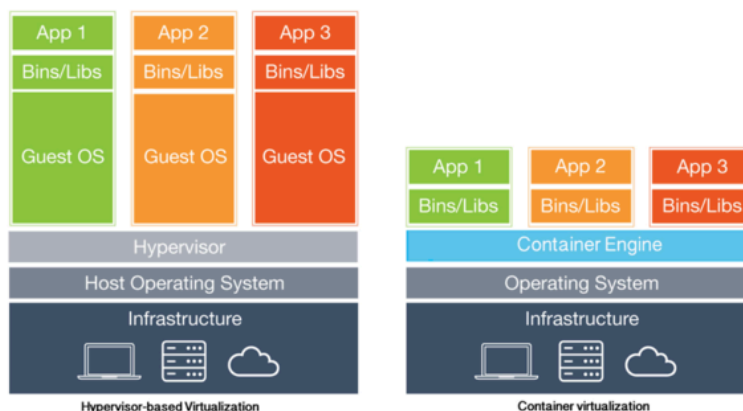 App 1
App 2
App 3
Bins/Libs
Bins/Libs
Bins/Libs
Guest OS
Guest OS
Guest OS
Hypervisor
Host Operating System
Infrastructure
Hypervisor-based Virtualization
App 1
App 2
App 3
Bins/Libs
Bins/Libs
Bins/Libs
Container Engine
Operating System
Infrastructure
Container virtualization